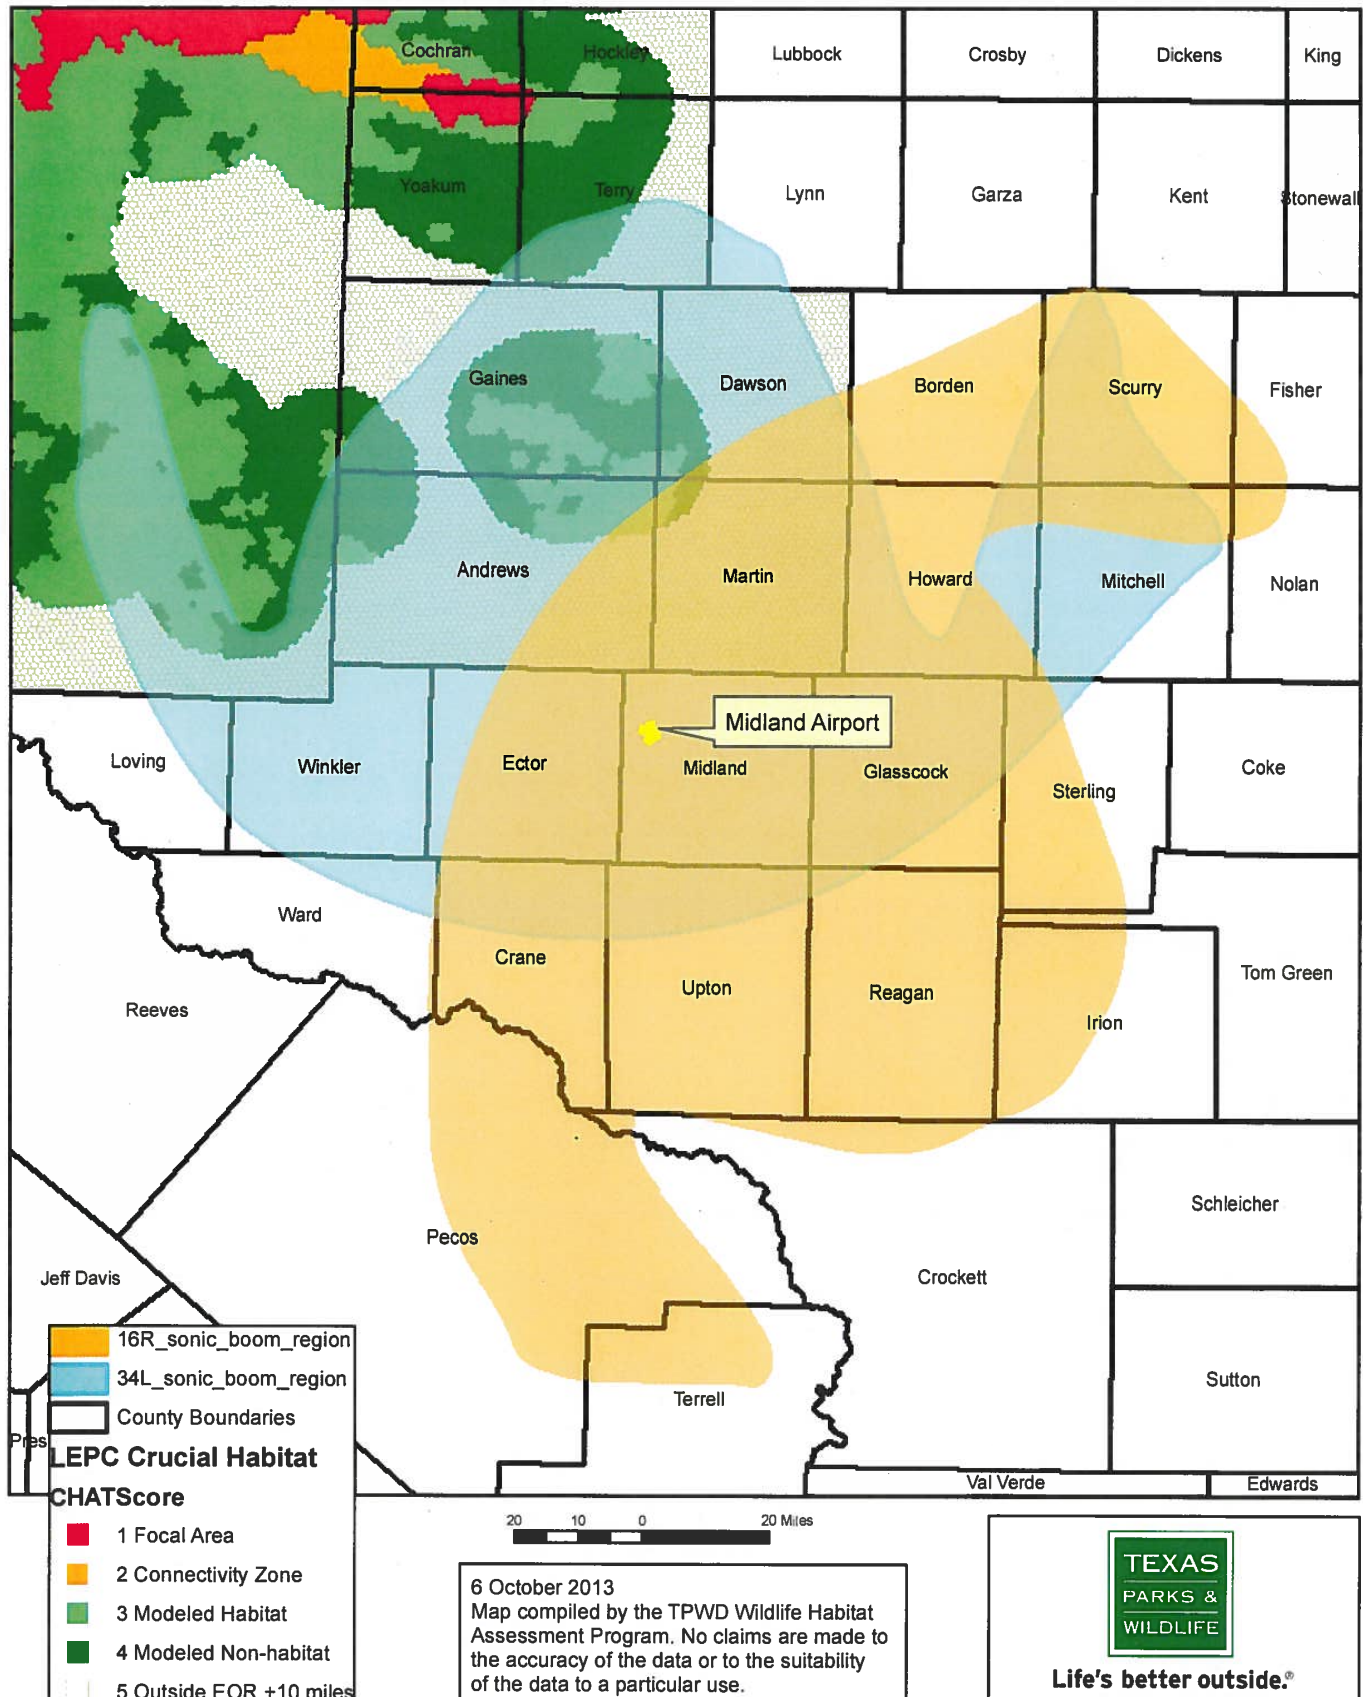 Cochran
Hockley
Lubbock
Crosby
Dickens
King
Yoakum
Terry
Lynn
Garza
Kent
Stonewall
Gaines
Dawson
Borden
Scurry
Fisher
Andrews
Martin
Howard
Mitchell
Nolan
Midland Airport
Loving
Winkler
Ector
Midland
Glasscock
Sterling
Coke
Ward
Crane
Upton
Reagan
Irion
Tom Green
Reeves
Pecos
Crockett
Schleicher
Jeff Davis
Sutton
Terrell
Pres
Val Verde
Edwards
16R_sonic_boom_region
34L_sonic_boom_region
County Boundaries
LEPC Crucial Habitat
CHATScore
1 Focal Area
2 Connectivity Zone
3 Modeled Habitat
4 Modeled Non-habitat
5 Outside EOR +10 miles
20 10 0 20 Miles
6 October 2013
Map compiled by the TPWD Wildlife Habitat
Assessment Program. No claims are made to
the accuracy of the data or to the suitability
of the data to a particular use.
TEXAS
PARKS &
WILDLIFE
Life's better outside.®